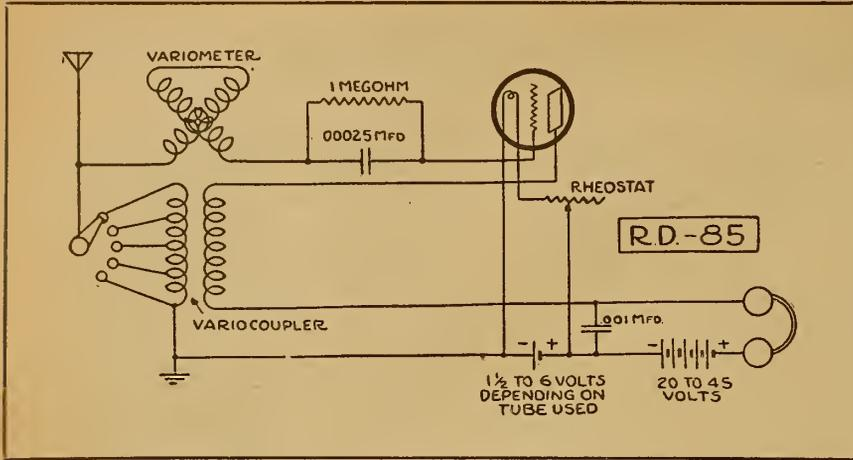 VARIOMETER
1 MEGOHM
.00025 MFD
RHEOSTAT
R.D.-85
VARIOCOUPLER
.001 MFD.
- +
- +
1½ TO 6 VOLTS
DEPENDING ON
TUBE USED
20 TO 45
VOLTS